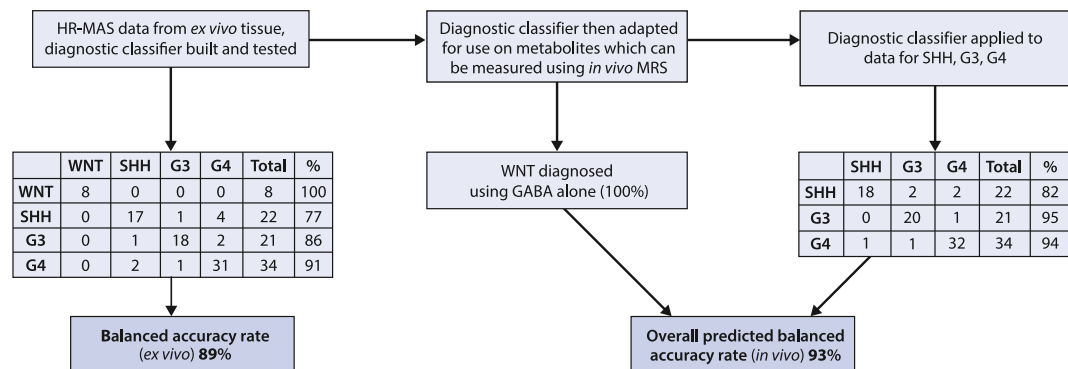 HR-MAS data from ex vivo tissue,
diagnostic classifier built and tested
Diagnostic classifier then adapted
for use on metabolites which can
be measured using in vivo MRS
Diagnostic classifier applied to
data for SHH, G3, G4
WNT SHH G3 G4 Total %
WNT 8 0 0 0 8 100
SHH 0 17 1 4 22 77
G3 0 1 18 2 21 86
G4 0 2 1 31 34 91
WNT diagnosed
using GABA alone (100%)
SHH G3 G4 Total %
SHH 18 2 2 22 82
G3 0 20 1 21 95
G4 1 1 32 34 94
Balanced accuracy rate
(ex vivo) 89%
Overall predicted balanced
accuracy rate (in vivo) 93%